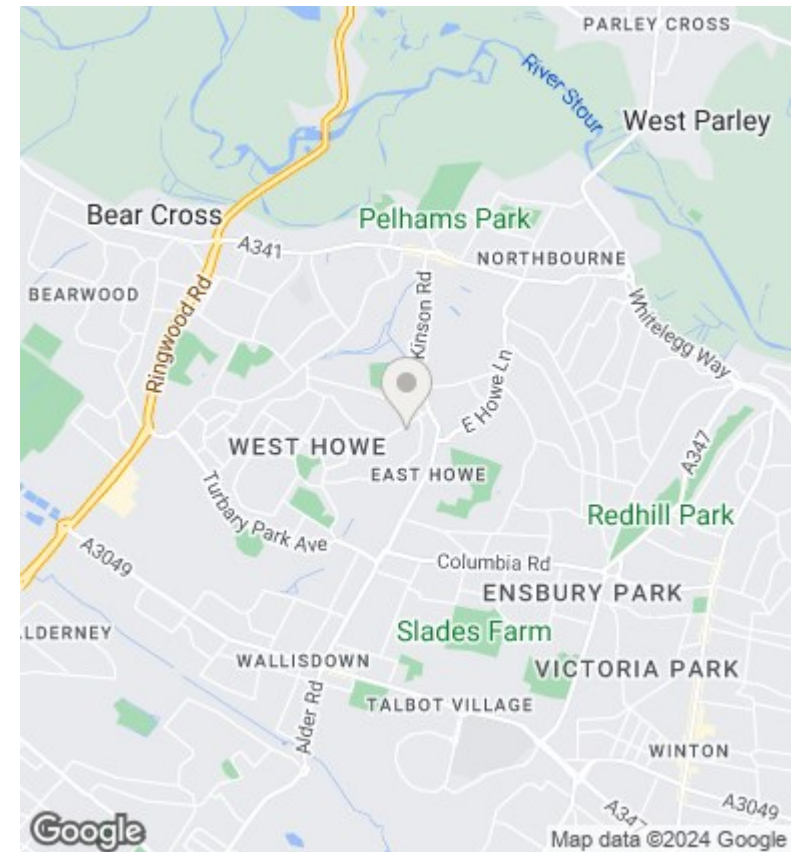 PARLEY CROSS
River Stour
West Parley
Bear Cross
Pelhams Park
A341
NORTHBOURNE
BEARWOOD
Kinson Rd
Whitelegg Way
Ringwood Rd
E Howe Ln
WEST HOWE
EAST HOWE
A347
Turbary Park Ave
Redhill Park
A3049
Columbia Rd
ENSBURY PARK
LDERNEY
Slades Farm
WALLISDOWN
VICTORIA PARK
Alder Rd
TALBOT VILLAGE
WINTON
A347
A3049
Google
Map data ©2024 Google